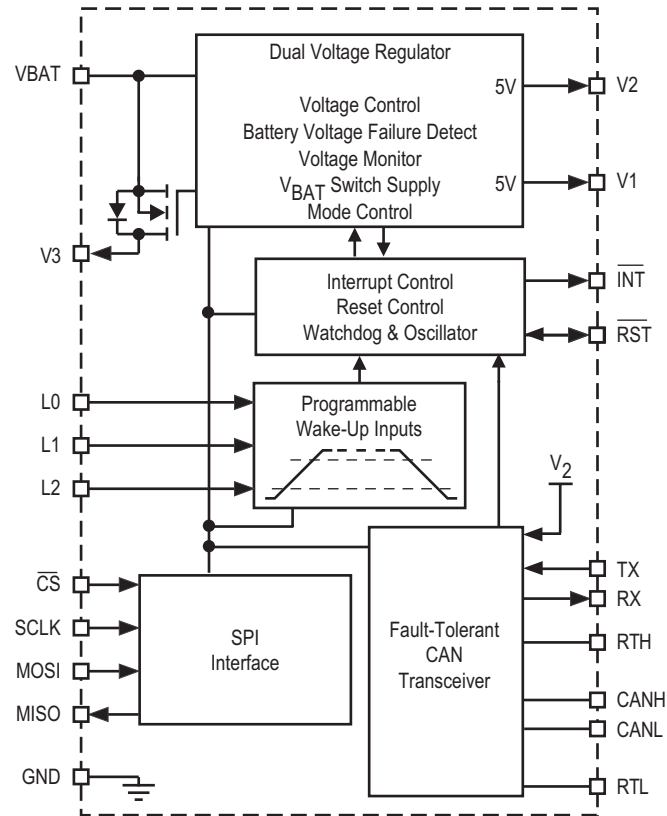 VBAT
V3
L0
L1
L2
CS
SCLK
MOSI
MISO
GND
Dual Voltage Regulator
Voltage Control
Battery Voltage Failure Detect
Voltage Monitor
VBAT Switch Supply
Mode Control
5V
5V
Interrupt Control
Reset Control
Watchdog & Oscillator
Programmable
Wake-Up Inputs
SPI
Interface
V2
Fault-Tolerant
CAN
Transceiver
V2
V1
INT
RST
TX
RX
RTH
CANH
CANL
RTL